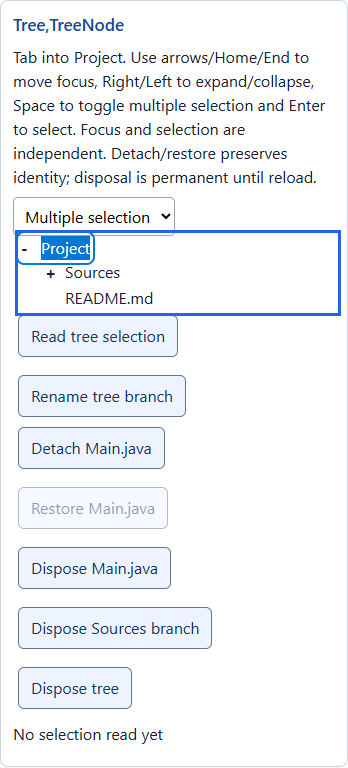 Tree,TreeNode
Tab into Project. Use arrows/Home/End to
move focus, Right/Left to expand/collapse,
Space to toggle multiple selection and Enter
to select. Focus and selection are
independent. Detach/restore preserves
identity; disposal is permanent until reload.
Multiple selection
- Project
+ Sources
README.md
Read tree selection
Rename tree branch
Detach Main.java
Restore Main.java
Dispose Main.java
Dispose Sources branch
Dispose tree
No selection read yet